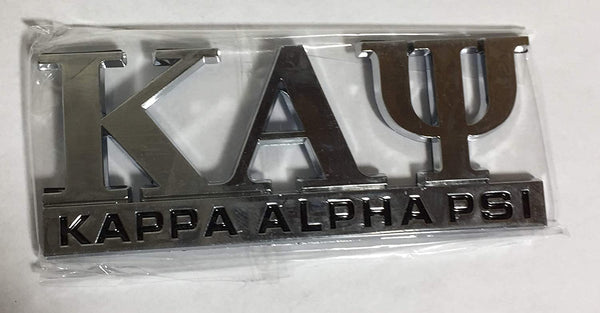 ΚΑΨ
KAPPA ALPHA PSI